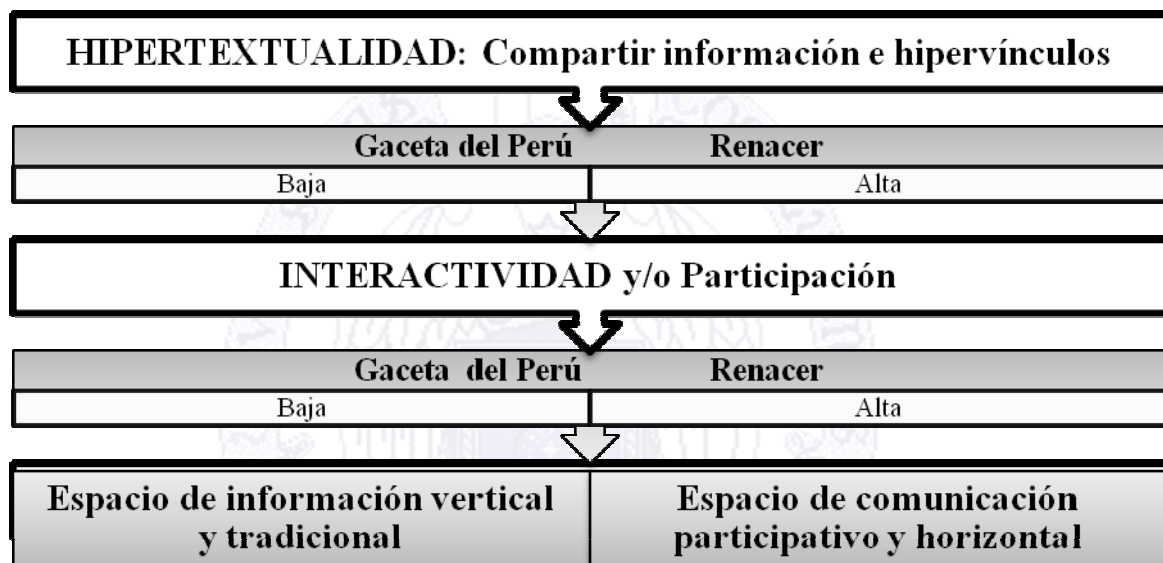 HIPERTEXTUALIDAD: Compartir información e hipervínculos
Gaceta del Perú Renacer
Baja Alta
INTERACTIVIDAD y/o Participación
Gaceta del Perú Renacer
Baja Alta
Espacio de información vertical
y tradicional
Espacio de comunicación
participativo y horizontal